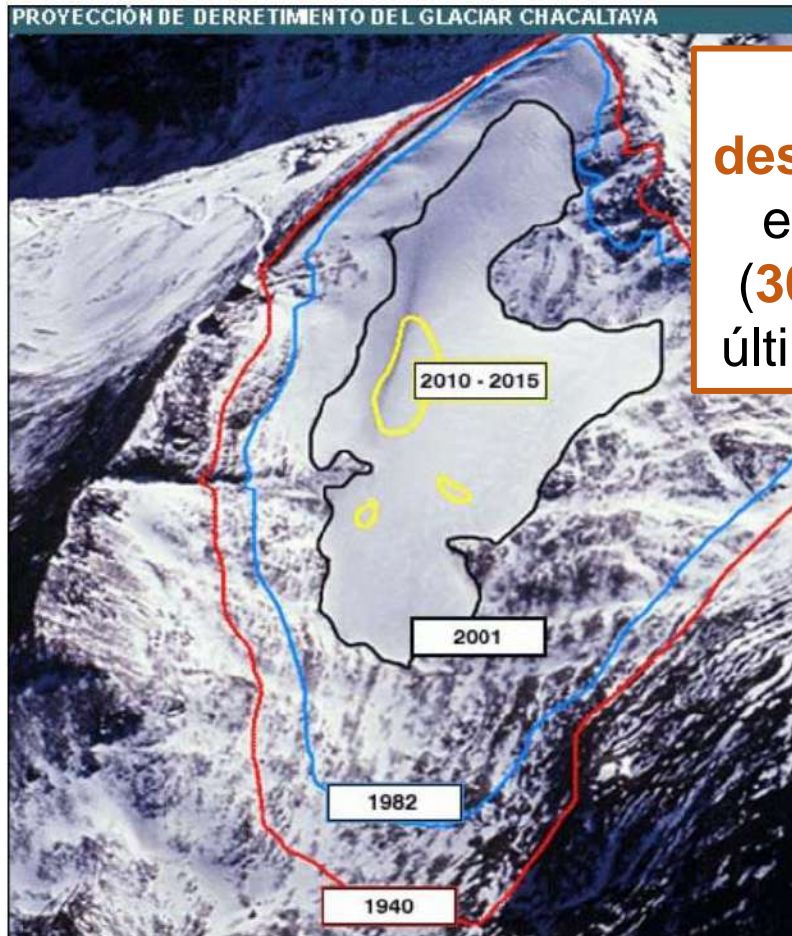 PROYECCIÓN DE DERRETIMIENTO DEL GLACIAR CHACALTAYA
2010 - 2015
2001
1982
1940